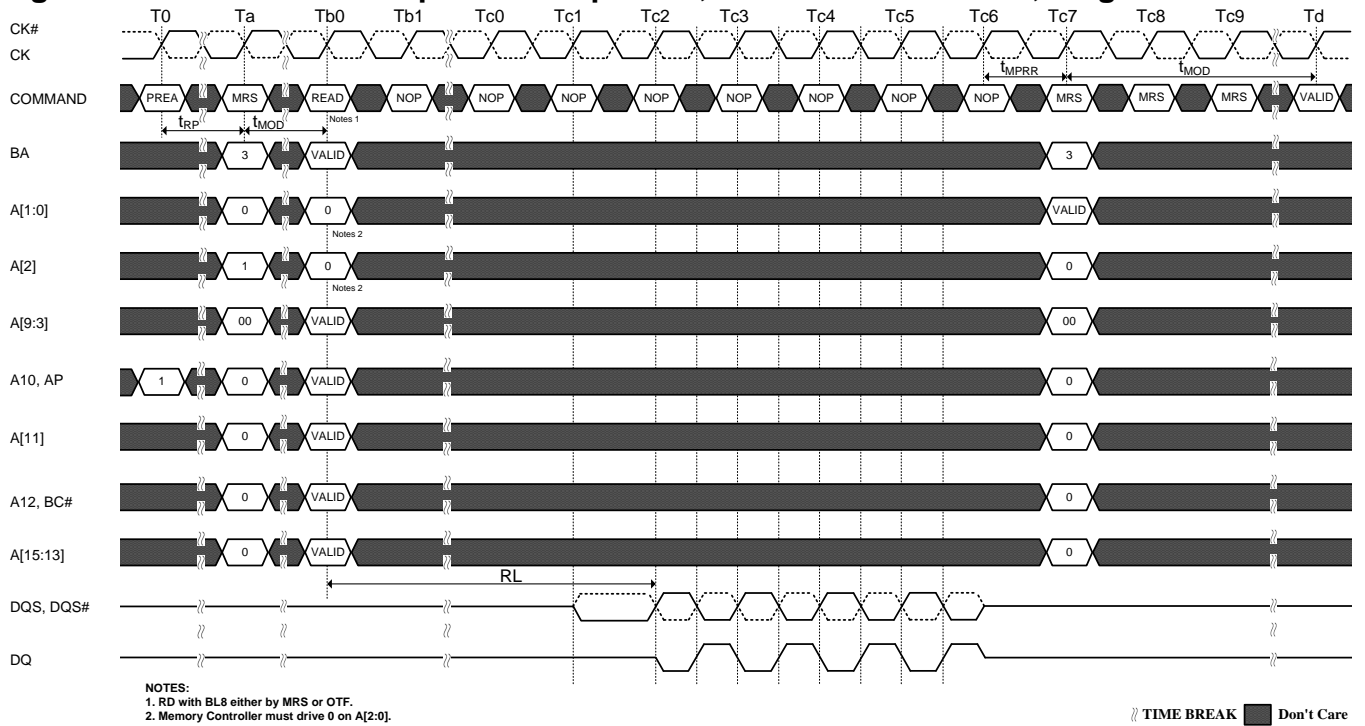 T0 Ta Tb0 Tb1 Tc0 Tc1 Tc2 Tc3 Tc4 Tc5 Tc6 Tc7 Tc8 Tc9 Td
CK#
CK
tMPRR tMOD
COMMAND PREA MRS READ NOP NOP NOP NOP NOP NOP NOP NOP MRS MRS MRS VALID
tRP tMOD Notes 1
BA 3 VALID 3
A[1:0] 0 0 VALID
Notes 2
A[2] 1 0 0
Notes 2
A[9:3] 00 VALID 00
A10, AP 1 0 VALID 0
A[11] 0 VALID 0
A12, BC# 0 VALID 0
A[15:13] 0 VALID 0
RL
DQS, DQS#
DQ
NOTES:
1. RD with BL8 either by MRS or OTF.
2. Memory Controller must drive 0 on A[2:0].
TIME BREAK Don't Care